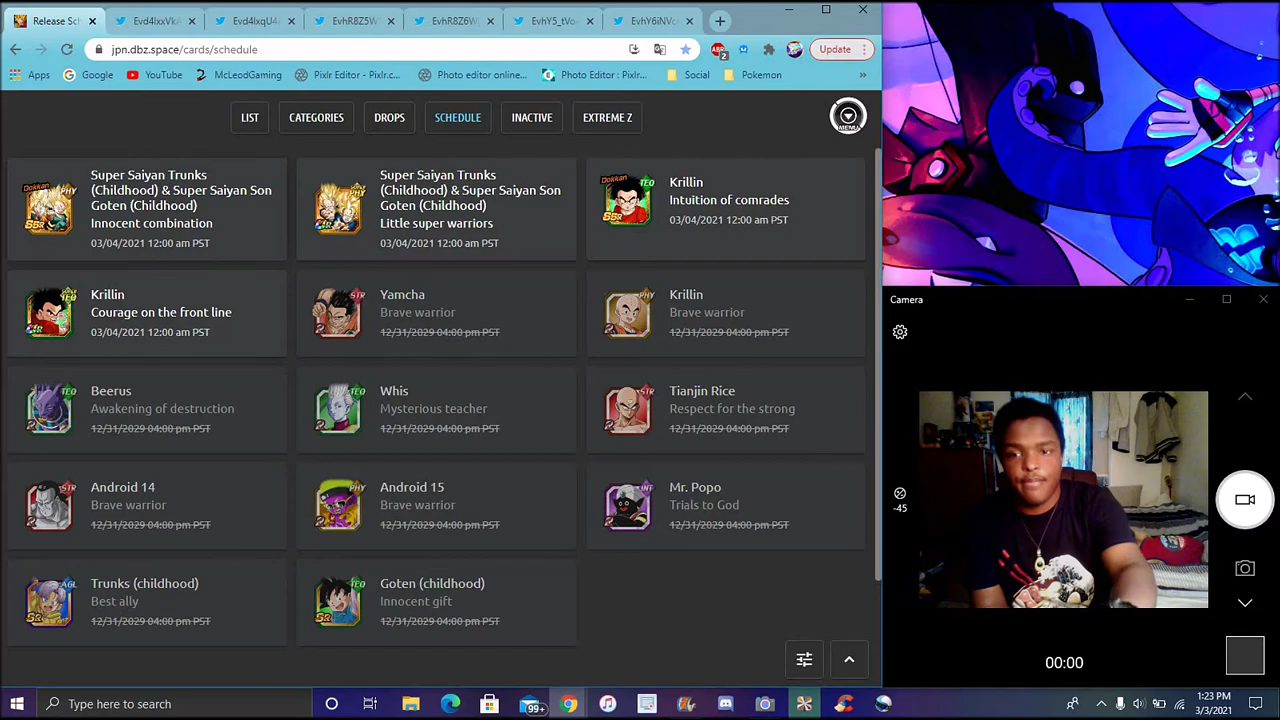 Release Sch
Evd4IxxVkA
Evd4ixqU4a
EvhR8Z5W
EvhR8Z6W
EvhY5_tVo
EvhY6iNVc
jpn.dbz.space/cards/schedule
ABP
2
Update
Apps
Google
YouTube
McLeodGaming
Pixlr Editor - Pixlr.c...
Photo editor online...
Photo Editor : Pixlr...
Social
Pokemon
»
LIST
CATEGORIES
DROPS
SCHEDULE
INACTIVE
EXTREME Z
MENU
Super Saiyan Trunks
(Childhood) & Super Saiyan Son
Goten (Childhood)
Innocent combination
03/04/2021 12:00 am PST
Super Saiyan Trunks
(Childhood) & Super Saiyan Son
Goten (Childhood)
Little super warriors
03/04/2021 12:00 am PST
Krillin
Intuition of comrades
03/04/2021 12:00 am PST
Krillin
Courage on the front line
03/04/2021 12:00 am PST
Yamcha
Brave warrior
12/31/2029 04:00 pm PST
Krillin
Brave warrior
12/31/2029 04:00 pm PST
Beerus
Awakening of destruction
12/31/2029 04:00 pm PST
Whis
Mysterious teacher
12/31/2029 04:00 pm PST
Tianjin Rice
Respect for the strong
12/31/2029 04:00 pm PST
Android 14
Brave warrior
12/31/2029 04:00 pm PST
Android 15
Brave warrior
12/31/2029 04:00 pm PST
Mr. Popo
Trials to God
12/31/2029 04:00 pm PST
Trunks (childhood)
Best ally
12/31/2029 04:00 pm PST
Goten (childhood)
Innocent gift
12/31/2029 04:00 pm PST
Camera
-45
00:00
Type here to search
99+
1:23 PM
3/3/2021